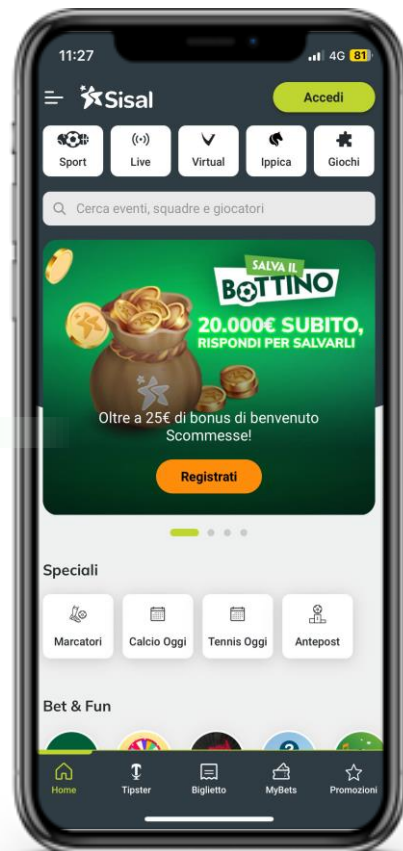 11:27
4G 81
Sisal
Accedi
Sport Live Virtual Ippica Giochi
Cerca eventi, squadre e giocatori
SALVA IL
BOTTINO
20.000€ SUBITO,
RISPONDI PER SALVARLI
Oltre a 25€ di bonus di benvenuto
Scommesse!
Registrati
Speciali
Marcatori Calcio Oggi Tennis Oggi Antepost
Bet & Fun
Home Tipster Biglietto MyBets Promozioni